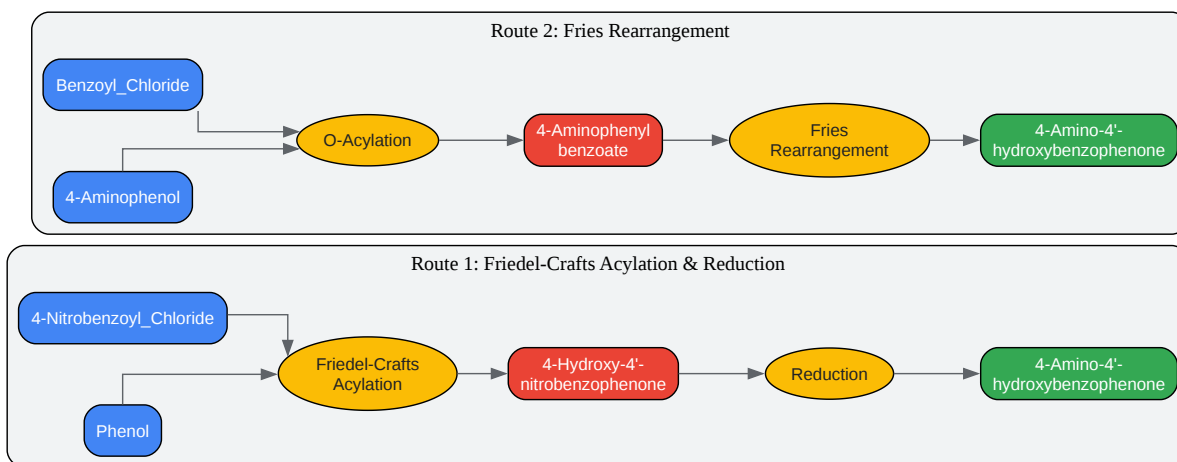 Route 2: Fries Rearrangement
Benzoyl_Chloride
4-Aminophenol
O-Acylation
4-Aminophenyl
benzoate
Fries
Rearrangement
4-Amino-4'-
hydroxybenzophenone
Route 1: Friedel-Crafts Acylation & Reduction
4-Nitrobenzoyl_Chloride
Phenol
Friedel-Crafts
Acylation
4-Hydroxy-4'-
nitrobenzophenone
Reduction
4-Amino-4'-
hydroxybenzophenone